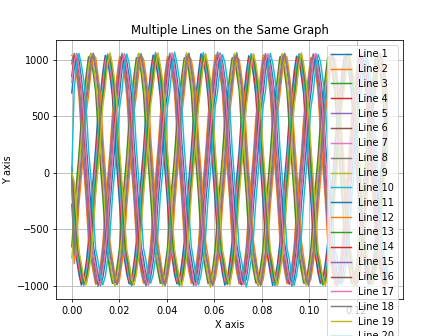 Multiple Lines on the Same Graph
Y axis
1000
500
0
−500
−1000
0.00
0.02
0.04
0.06
0.08
0.10
X axis
Line 1
Line 2
Line 3
Line 4
Line 5
Line 6
Line 7
Line 8
Line 9
Line 10
Line 11
Line 12
Line 13
Line 14
Line 15
Line 16
Line 17
Line 18
Line 19
Line 20